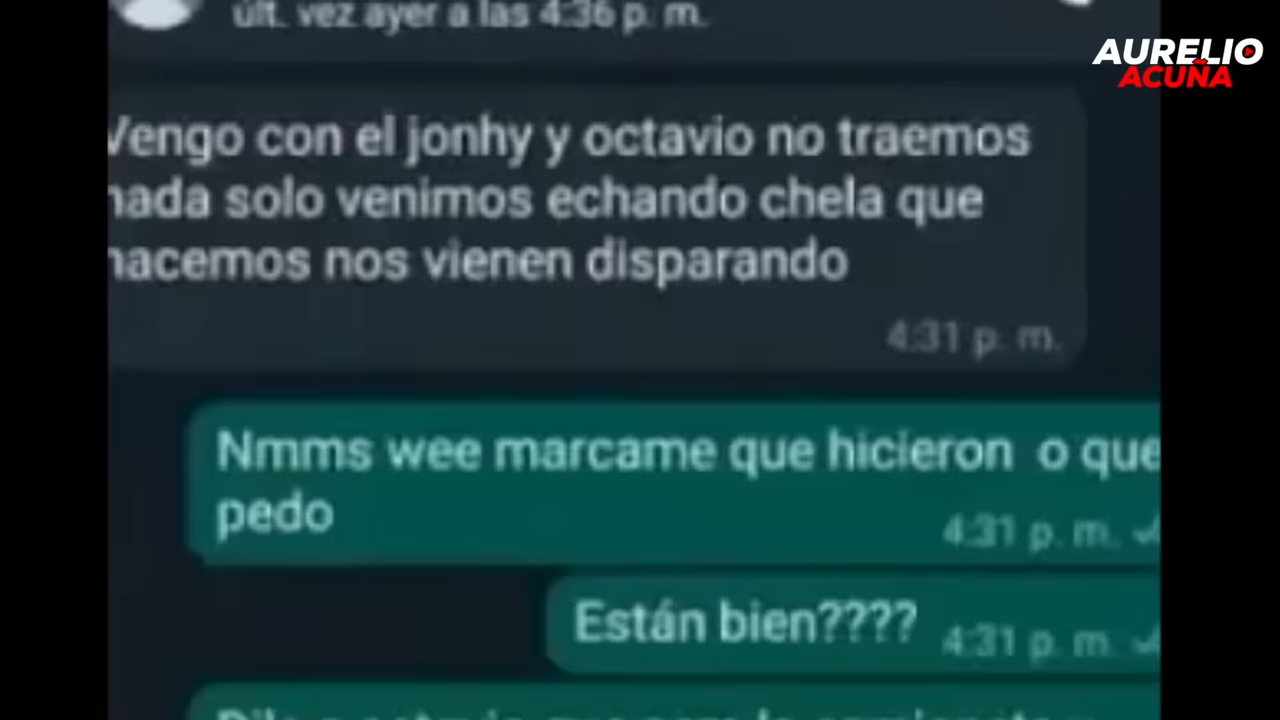 últ. vez ayer a las 4:36 p. m.
AURELIO
ACUÑA
Vengo con el jonhy y octavio no traemos
nada solo venimos echando chela que
hacemos nos vienen disparando
4:31 p. m.
Nmms wee marcame que hicieron o que
pedo
4:31 p. m.
Están bien????
4:31 p. m.